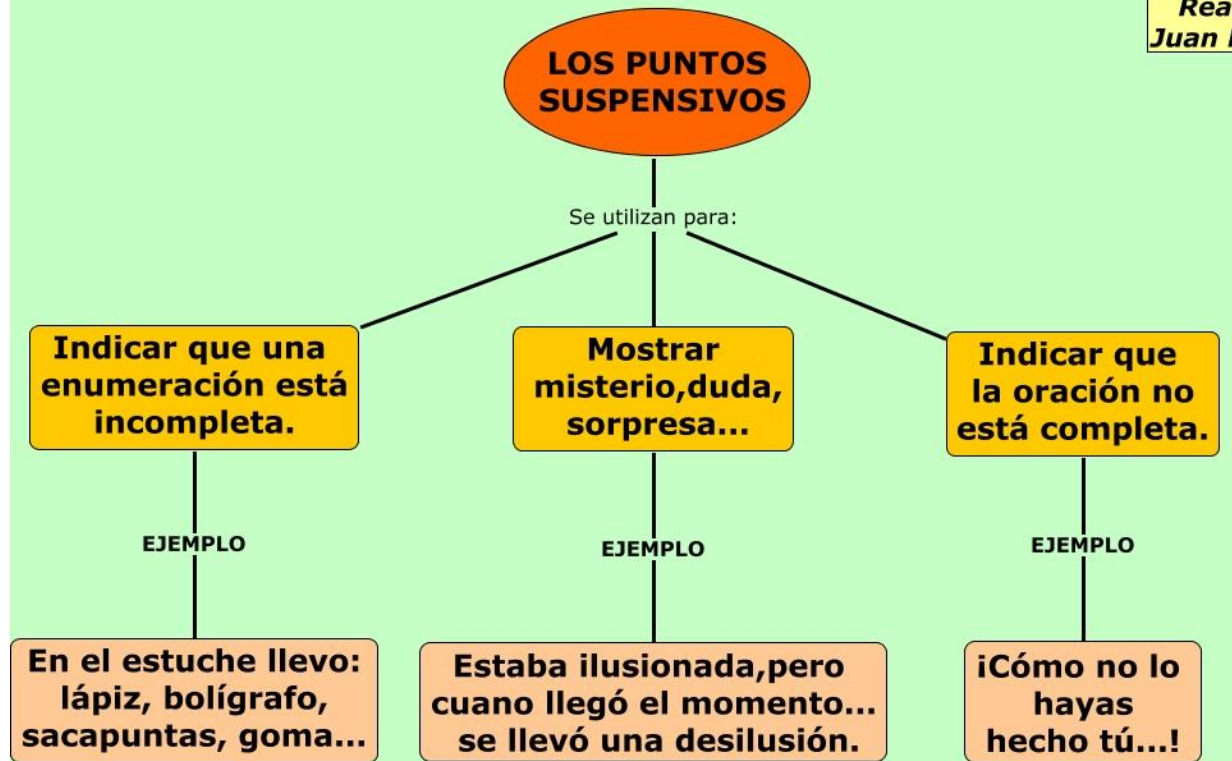 Rea
Juan
LOS PUNTOS
SUSPENSIVOS
Se utilizan para:
Indicar que una
enumeración está
incompleta.
Mostrar
misterio,duda,
sorpresa...
Indicar que
la oración no
está completa.
EJEMPLO
EJEMPLO
EJEMPLO
En el estuche llevo:
lápiz, bolígrafo,
sacapuntas, goma...
Estaba ilusionada,pero
cuano llegó el momento...
se llevó una desilusión.
¡Cómo no lo
hayas
hecho tú...!